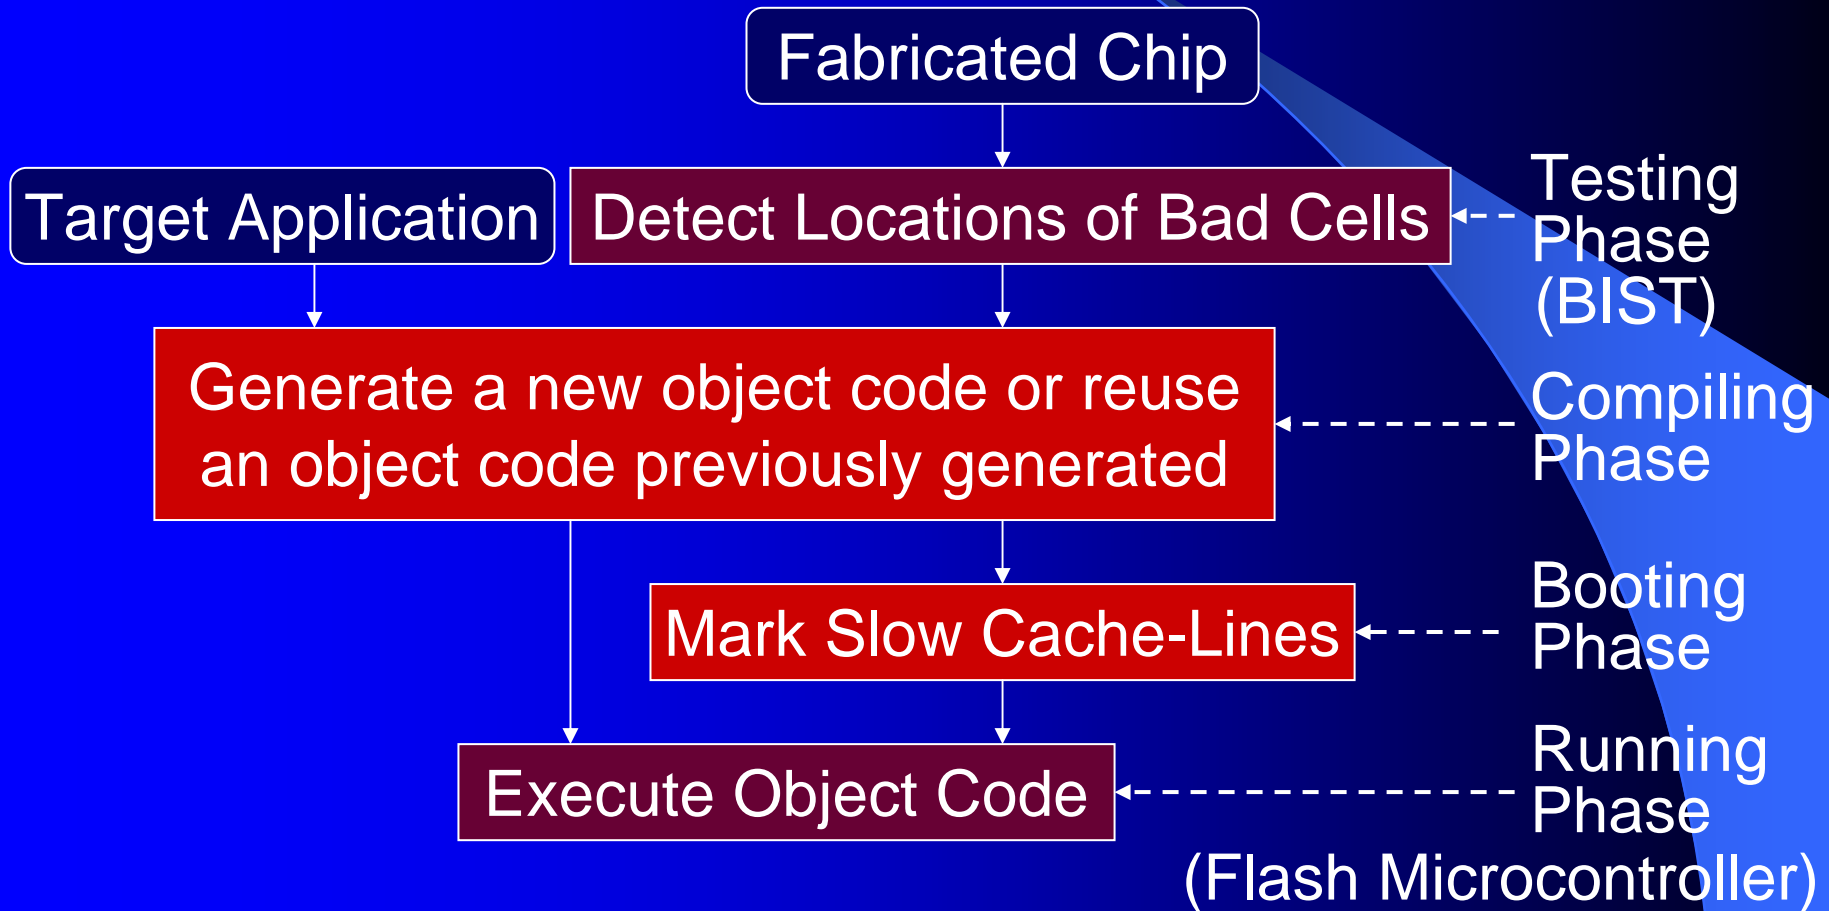 Fabricated Chip
Target Application
Detect Locations of Bad Cells
Testing
Phase
(BIST)
Generate a new object code or reuse
an object code previously generated
Compiling
Phase
Mark Slow Cache-Lines
Booting
Phase
Execute Object Code
Running
Phase
(Flash Microcontroller)